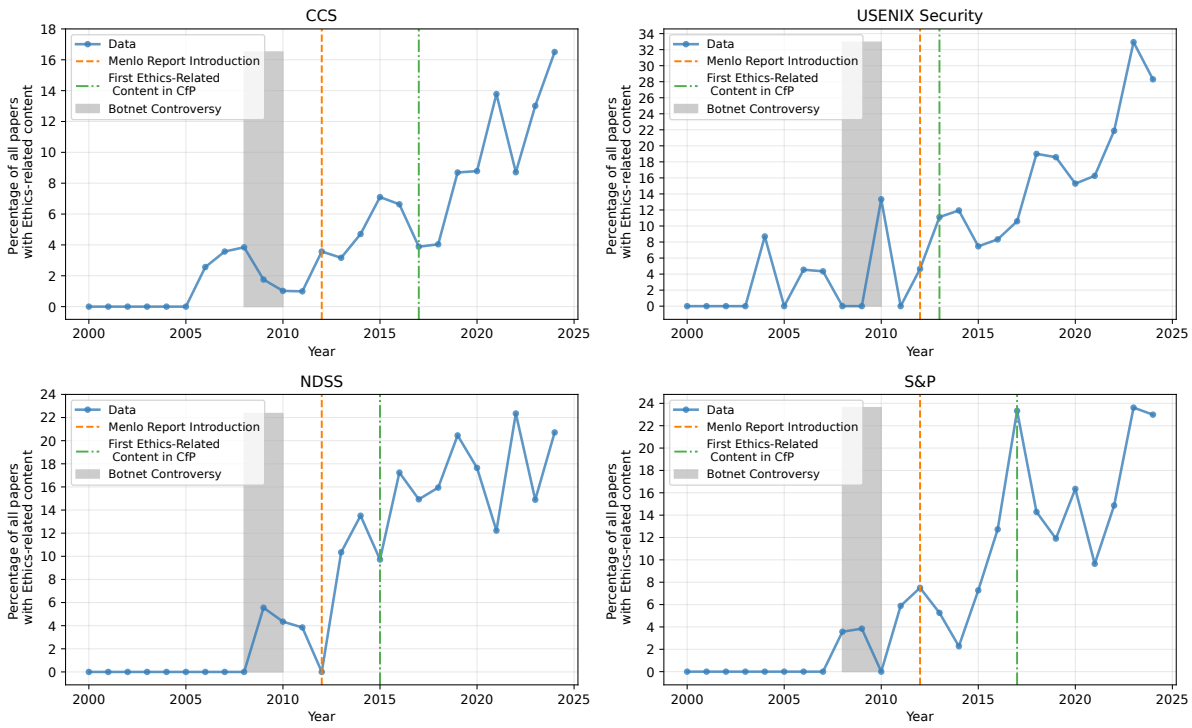 CCS
Percentage of all papers
with Ethics-related content
18
16
14
12
10
8
6
4
2
0
Data
Menlo Report Introduction
First Ethics-Related
Content in CfP
Botnet Controversy
2000 2005 2010 2015 2020 2025
Year
USENIX Security
Percentage of all papers
with Ethics-related content
34
32
30
28
26
24
22
20
18
16
14
12
10
8
6
4
2
0
Data
Menlo Report Introduction
First Ethics-Related
Content in CfP
Botnet Controversy
2000 2005 2010 2015 2020 2025
Year
NDSS
Percentage of all papers
with Ethics-related content
24
22
20
18
16
14
12
10
8
6
4
2
0
Data
Menlo Report Introduction
First Ethics-Related
Content in CfP
Botnet Controversy
2000 2005 2010 2015 2020 2025
Year
S&P
Percentage of all papers
with Ethics-related content
24
22
20
18
16
14
12
10
8
6
4
2
0
Data
Menlo Report Introduction
First Ethics-Related
Content in CfP
Botnet Controversy
2000 2005 2010 2015 2020 2025
Year